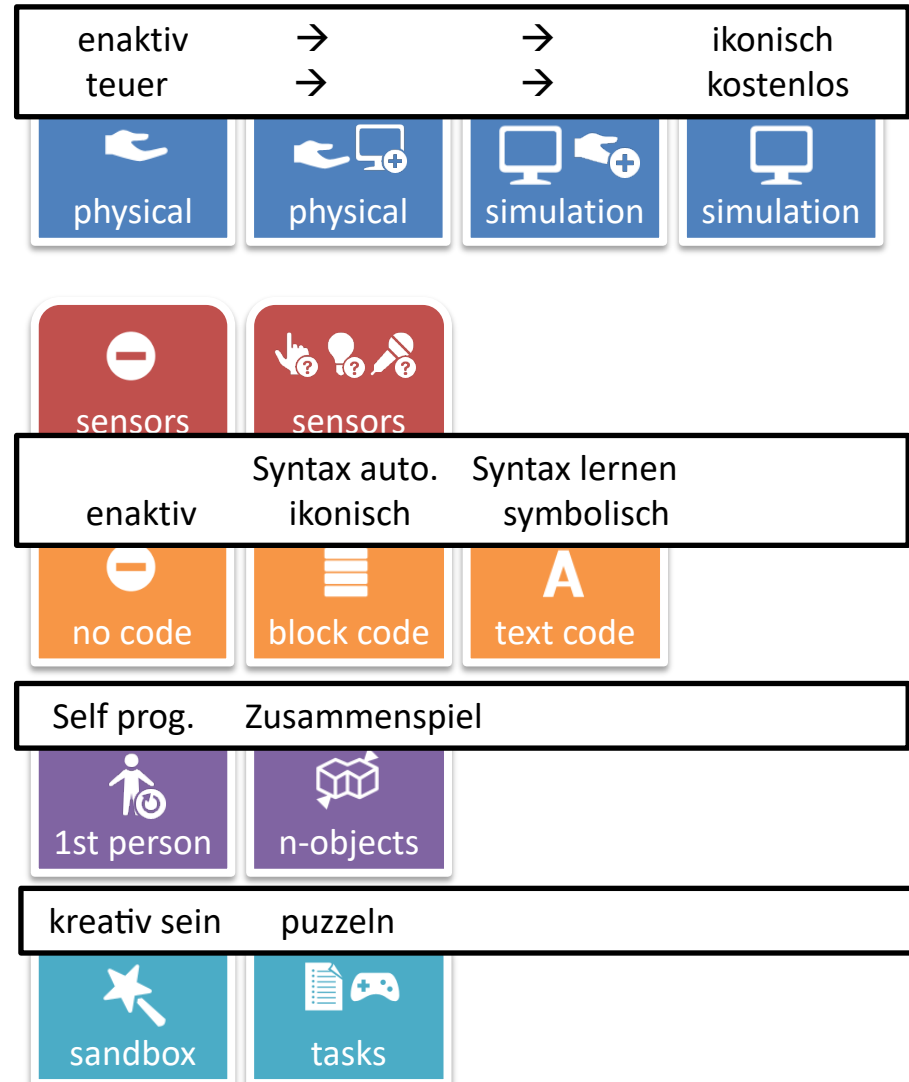 enaktiv → → ikonisch
teuer → → kostenlos
physical physical simulation simulation
sensors sensors
Syntax auto. Syntax lernen
enaktiv ikonisch symbolisch
A
no code block code text code
Self prog. Zusammenspiel
1st person n-objects
kreativ sein puzzeln
sandbox tasks